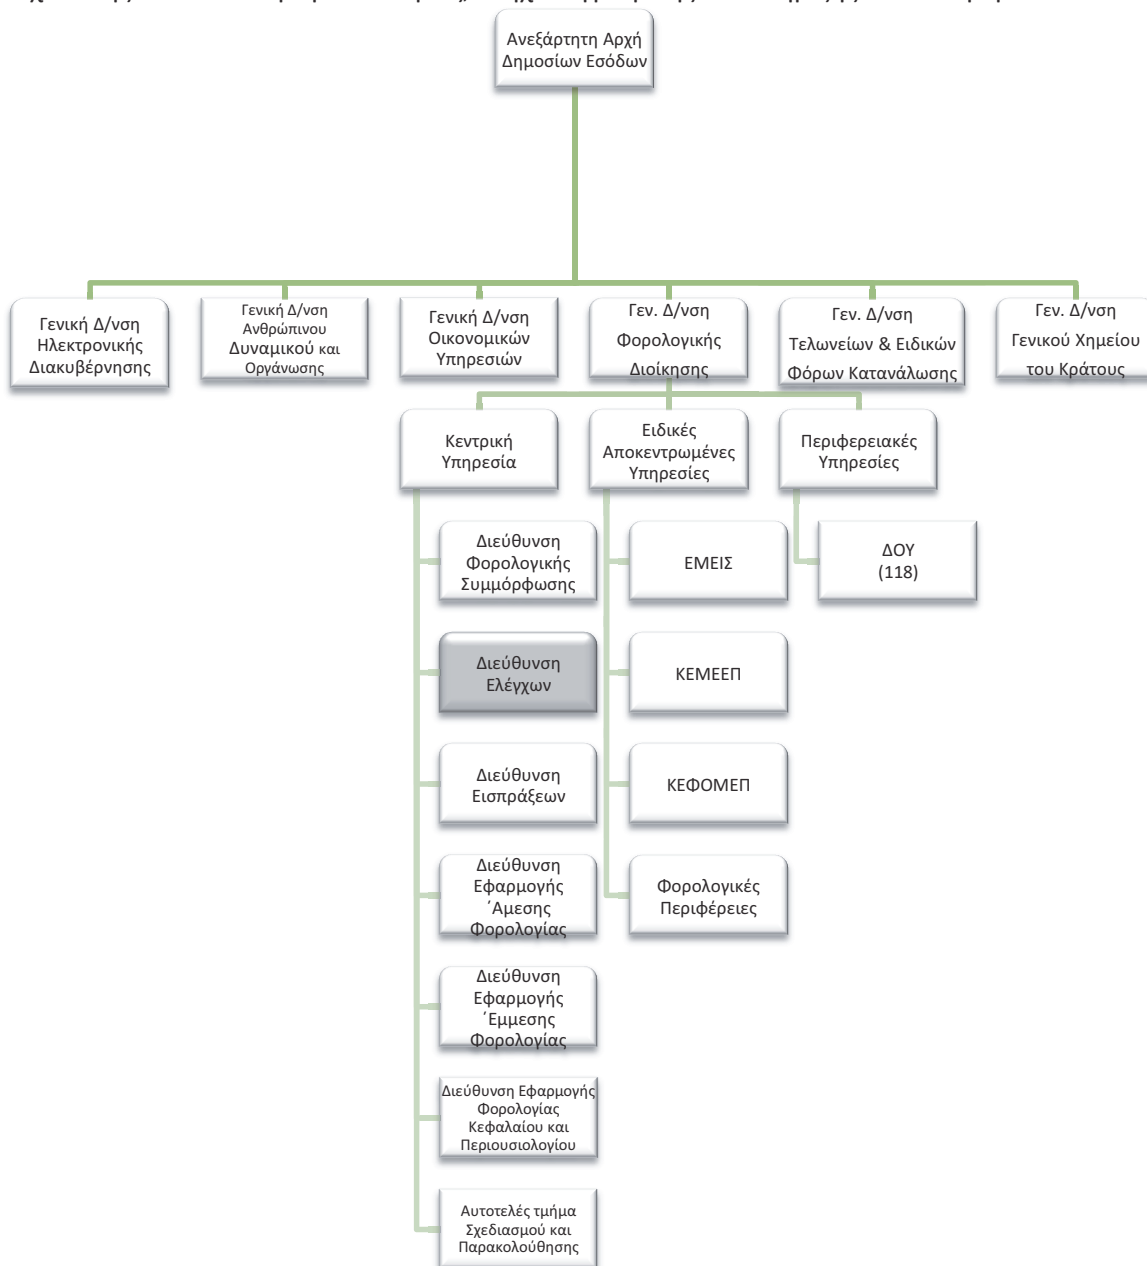 Ανεξάρτητη Αρχή
Δημοσίων Εσόδων
Γενική Δ/νση
Ηλεκτρονικής
Διακυβέρνησης
Γενική Δ/νση
Ανθρώπινου
Δυναμικού και
Οργάνωσης
Γενική Δ/νση
Οικονομικών
Υπηρεσιών
Γεν. Δ/νση
Φορολογικής
Διοίκησης
Γεν. Δ/νση
Τελωνείων & Ειδικών
Φόρων Κατανάλωσης
Γεν. Δ/νση
Γενικού Χημείου
του Κράτους
Κεντρική
Υπηρεσία
Ειδικές
Αποκεντρωμένες
Υπηρεσίες
Περιφερειακές
Υπηρεσίες
Διεύθυνση
Φορολογικής
Συμμόρφωσης
ΕΜΕΙΣ
ΔΟΥ
(118)
Διεύθυνση
Ελέγχων
ΚΕΜΕΕΠ
Διεύθυνση
Εισπράξεων
ΚΕΦΟΜΕΠ
Διεύθυνση
Εφαρμογής
΄Αμεσης
Φορολογίας
Φορολογικές
Περιφέρειες
Διεύθυνση
Εφαρμογής
΄Εμμεσης
Φορολογίας
Διεύθυνση Εφαρμογής
Φορολογίας
Κεφαλαίου και
Περιουσιολογίου
Αυτοτελές τμήμα
Σχεδιασμού και
Παρακολούθησης